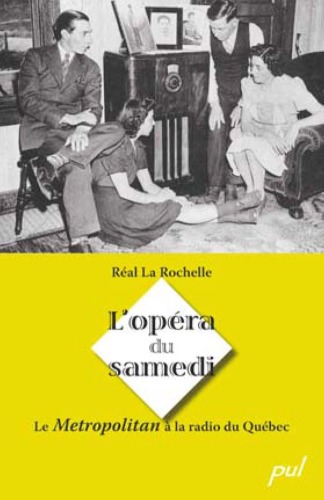 Réal La Rochelle
L'opéra
du
samedi
Le Metropolitan à la radio du Québec
pul